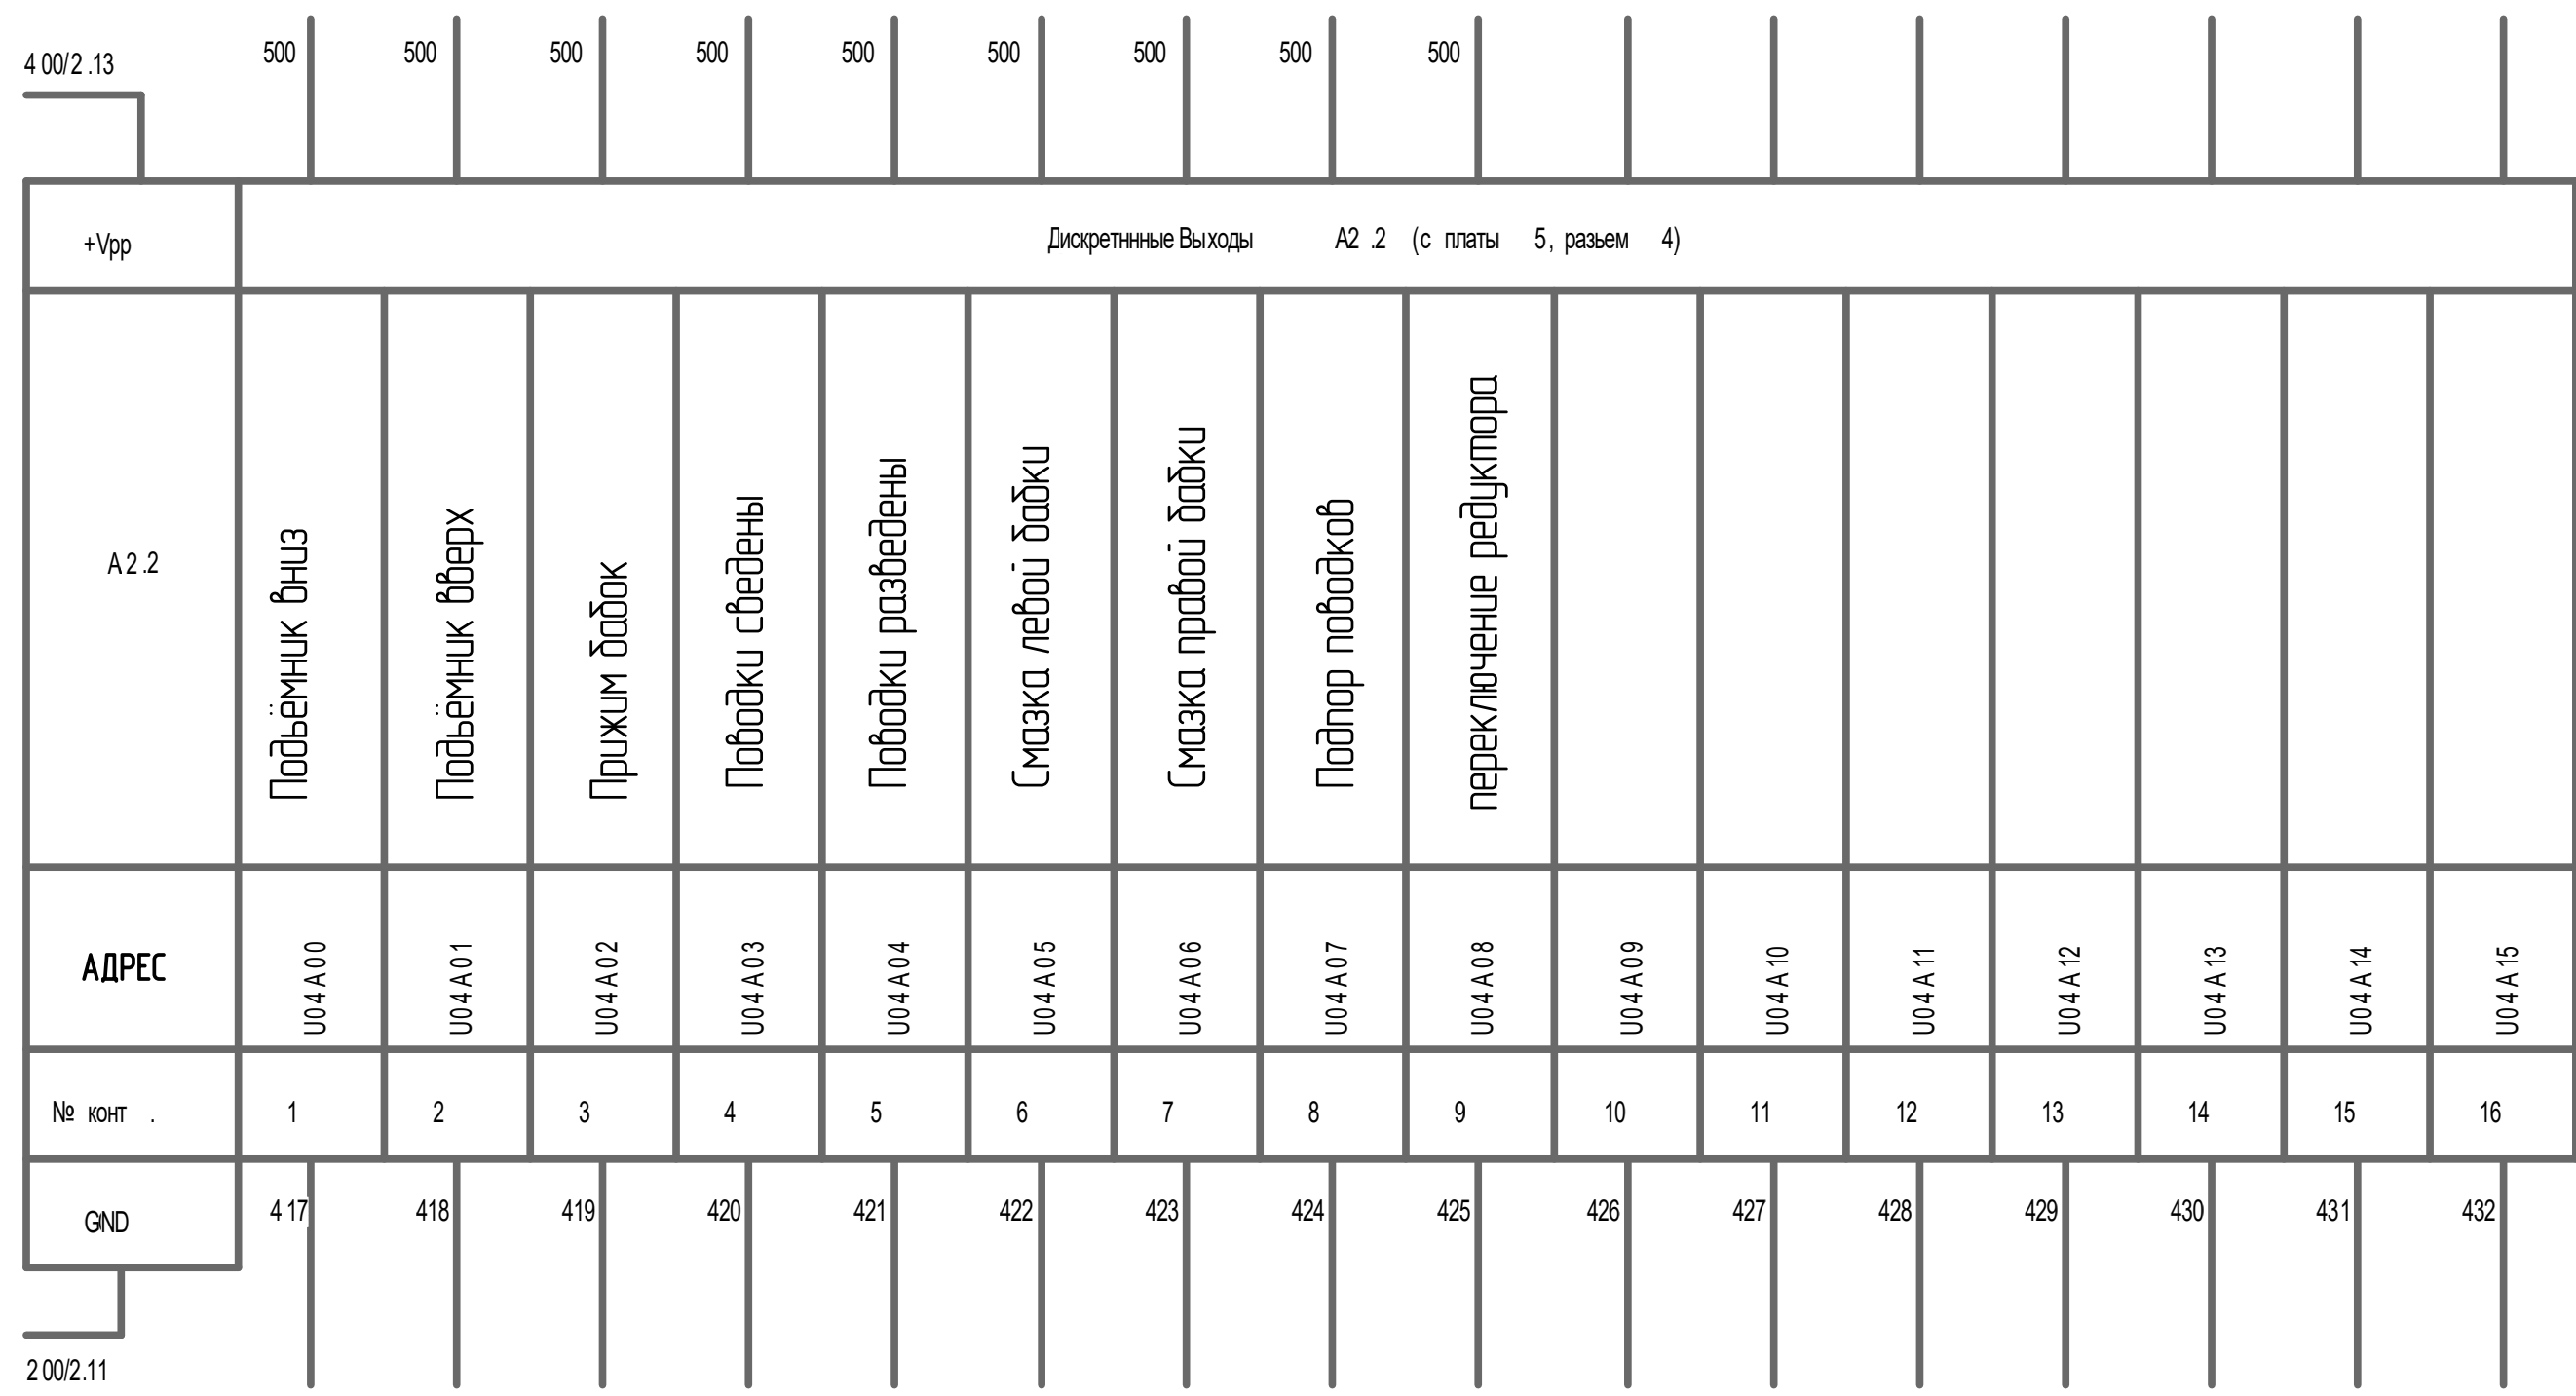 4 00/2 .13
500 500 500 500 500 500 500 500 500
+Vpp
Дискретннные Выходы А2 .2 (с платы 5, разьем 4)
А 2 .2
Подьёмник вниз
Подьёмник вверх
Прижим бабок
Поводки сведены
Поводки разведены
Смазка левой бабки
Смазка правой бабки
Подпор поводков
переключение редуктора
АДРЕС
U04A00
U04A01
U04A02
U04A03
U04A04
U04A05
U04A06
U04A07
U04A08
U04A09
U04A10
U04A11
U04A12
U04A13
U04A14
U04A15
№ конт .
1 2 3 4 5 6 7 8 9 10 11 12 13 14 15 16
GND
4 17 418 419 420 421 422 423 424 425 426 427 428 429 430 431 432
2 00/2.11